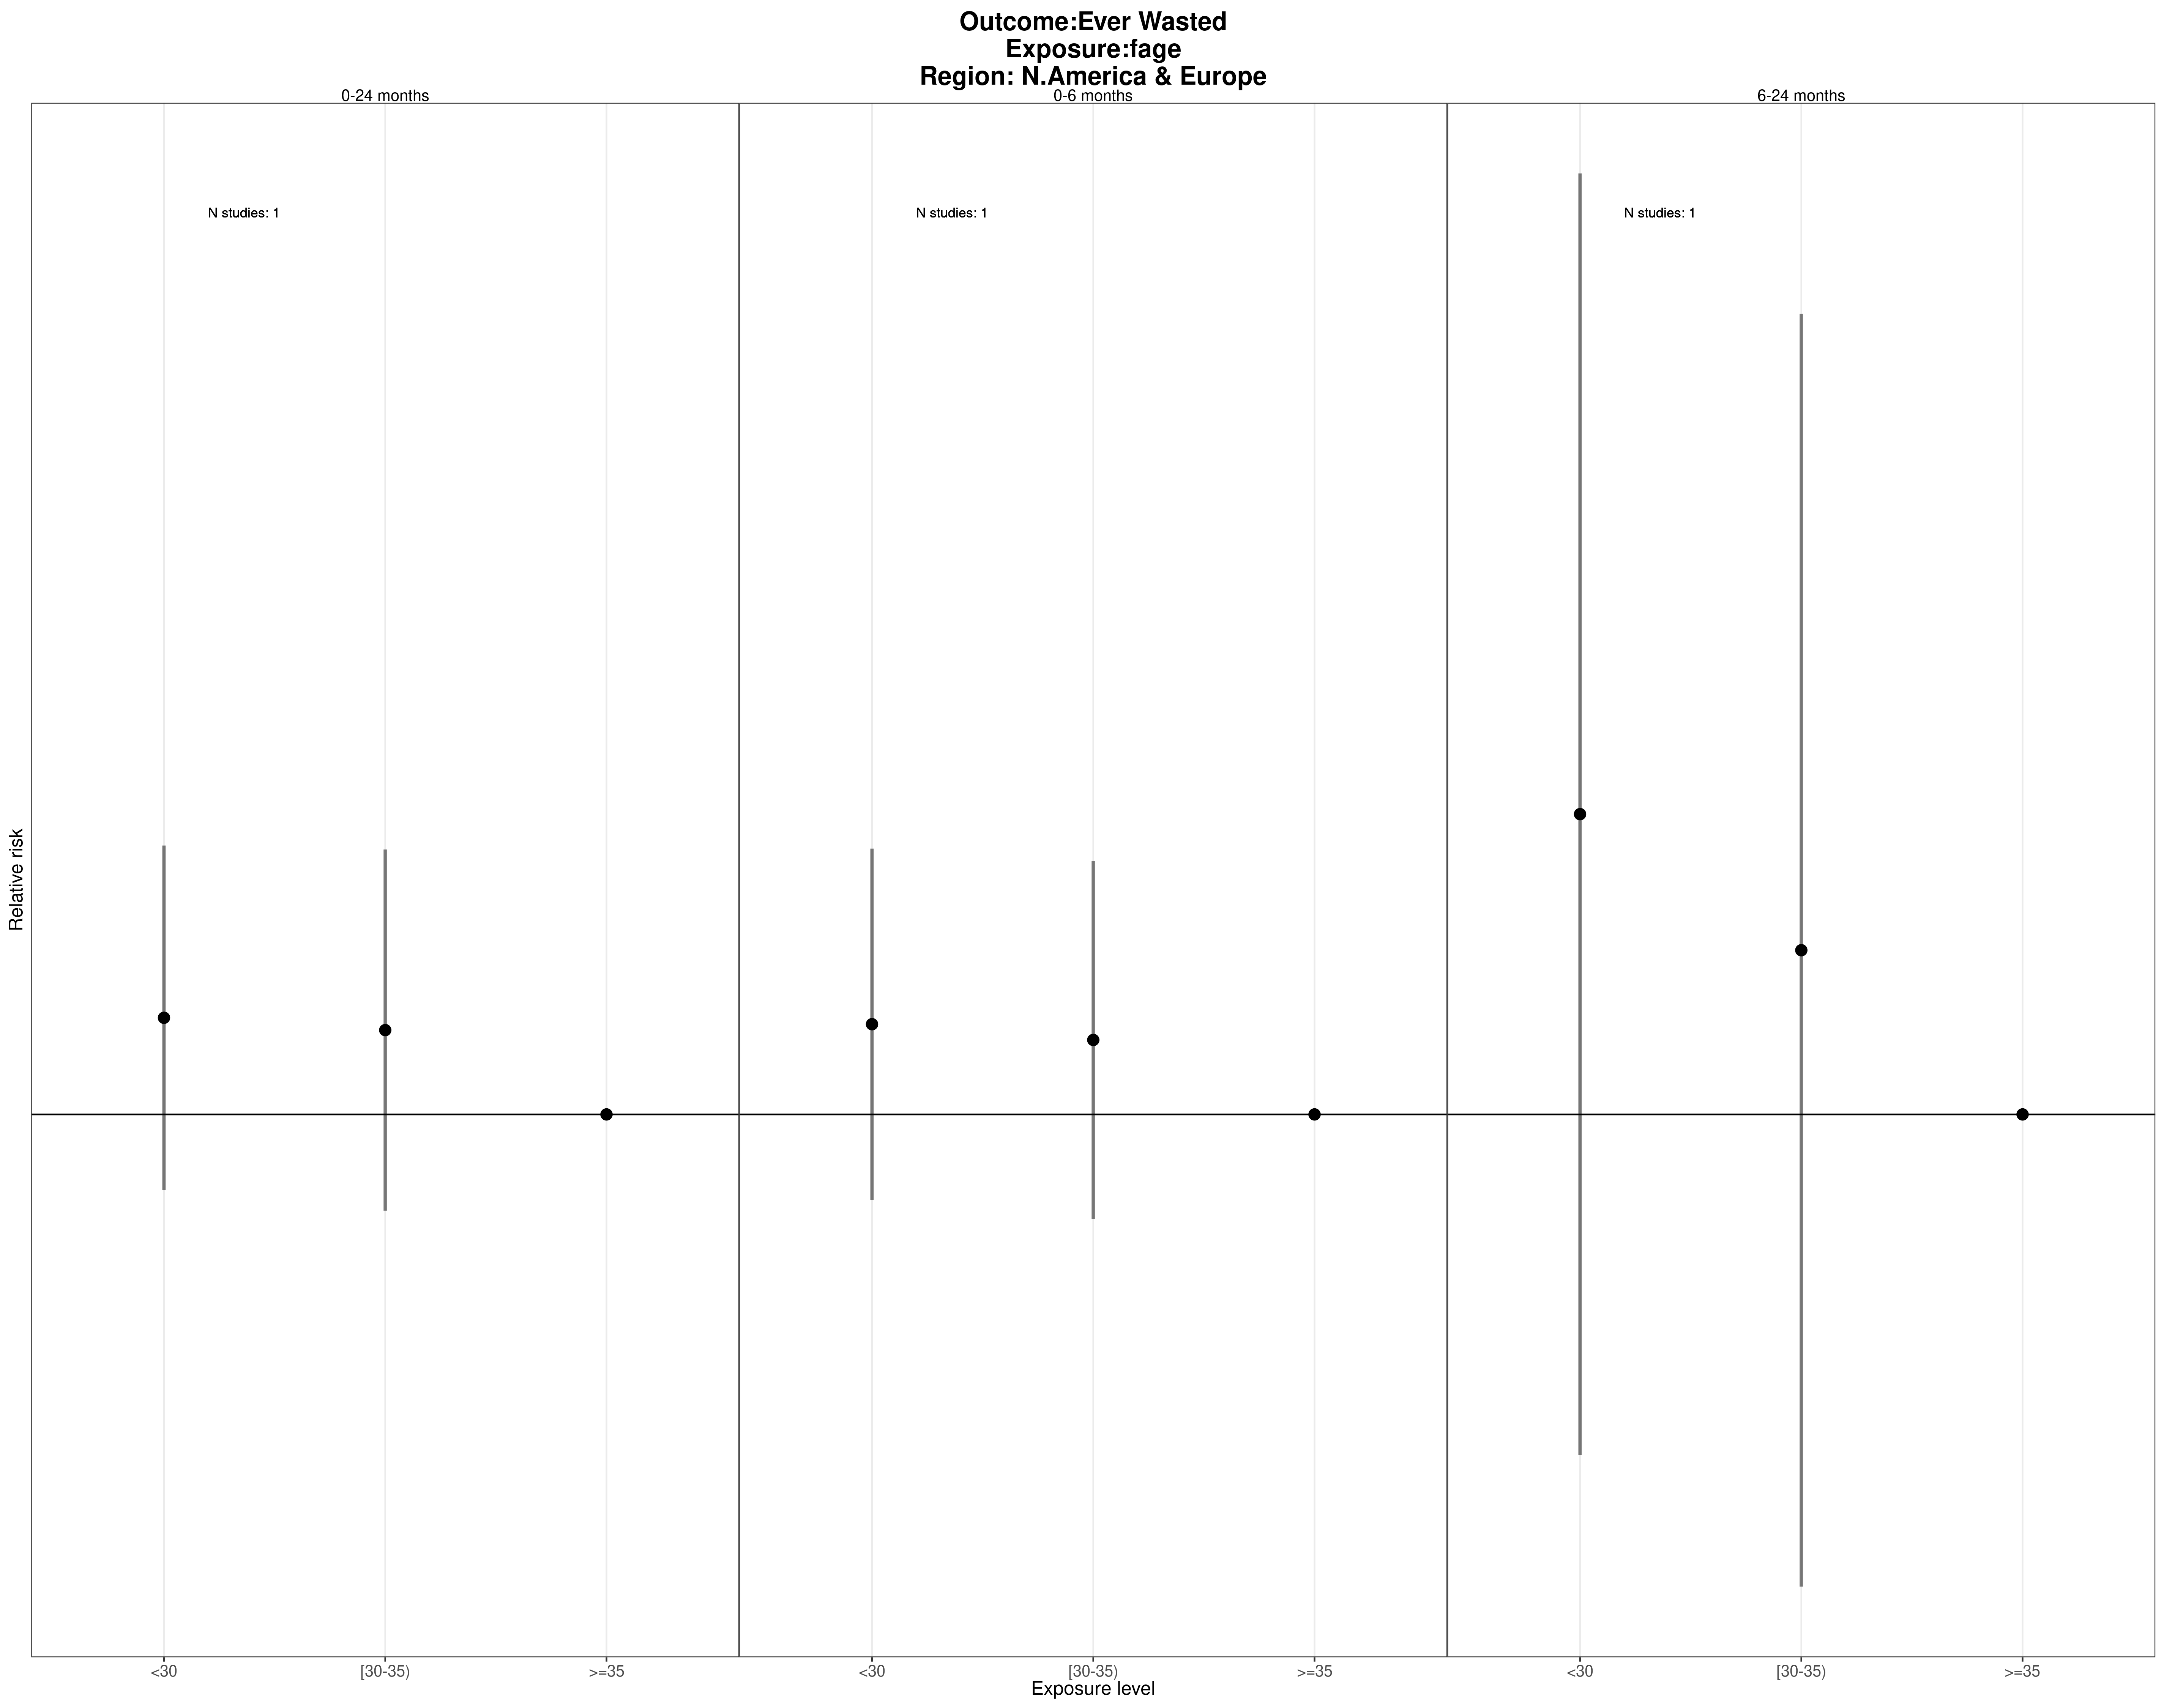 Outcome:Ever Wasted
Exposure:fage
Region: N.America & Europe
0-24 months
0-6 months
6-24 months
N studies: 1
N studies: 1
N studies: 1
Relative risk
<30
[30-35)
>=35
<30
[30-35)
>=35
<30
[30-35)
>=35
Exposure level